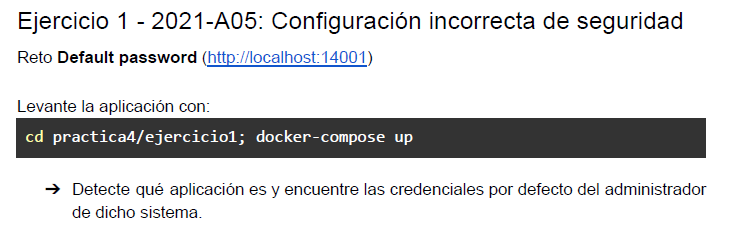 Ejercicio 1 - 2021-A05: Configuración incorrecta de seguridad
Reto Default password (http://localhost:14001)
Levante la aplicación con:
cd practica4/ejercicio1; docker-compose up
➔ Detecte qué aplicación es y encuentre las credenciales por defecto del administrador
de dicho sistema.